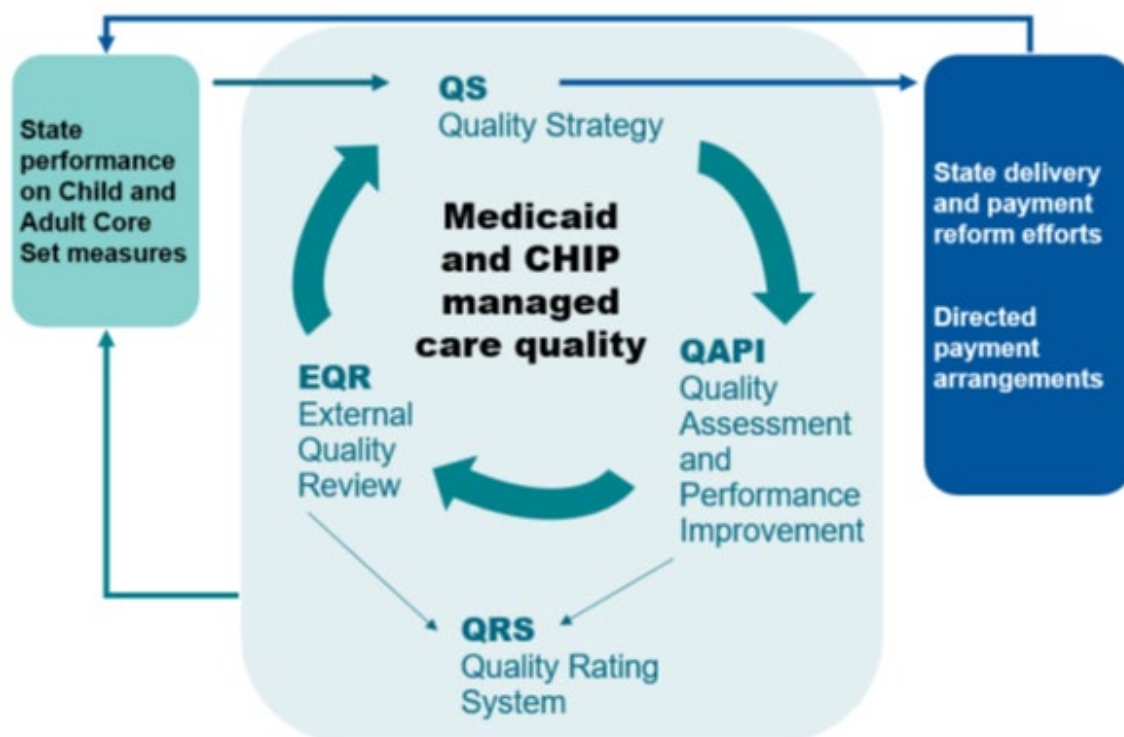 State
performance
on Child and
Adult Core
Set measures
QS
Quality Strategy
Medicaid
and CHIP
managed
care quality
QAPI
Quality
Assessment
and
Performance
Improvement
EQR
External
Quality
Review
QRS
Quality Rating
System
State delivery
and payment
reform efforts
Directed
payment
arrangements